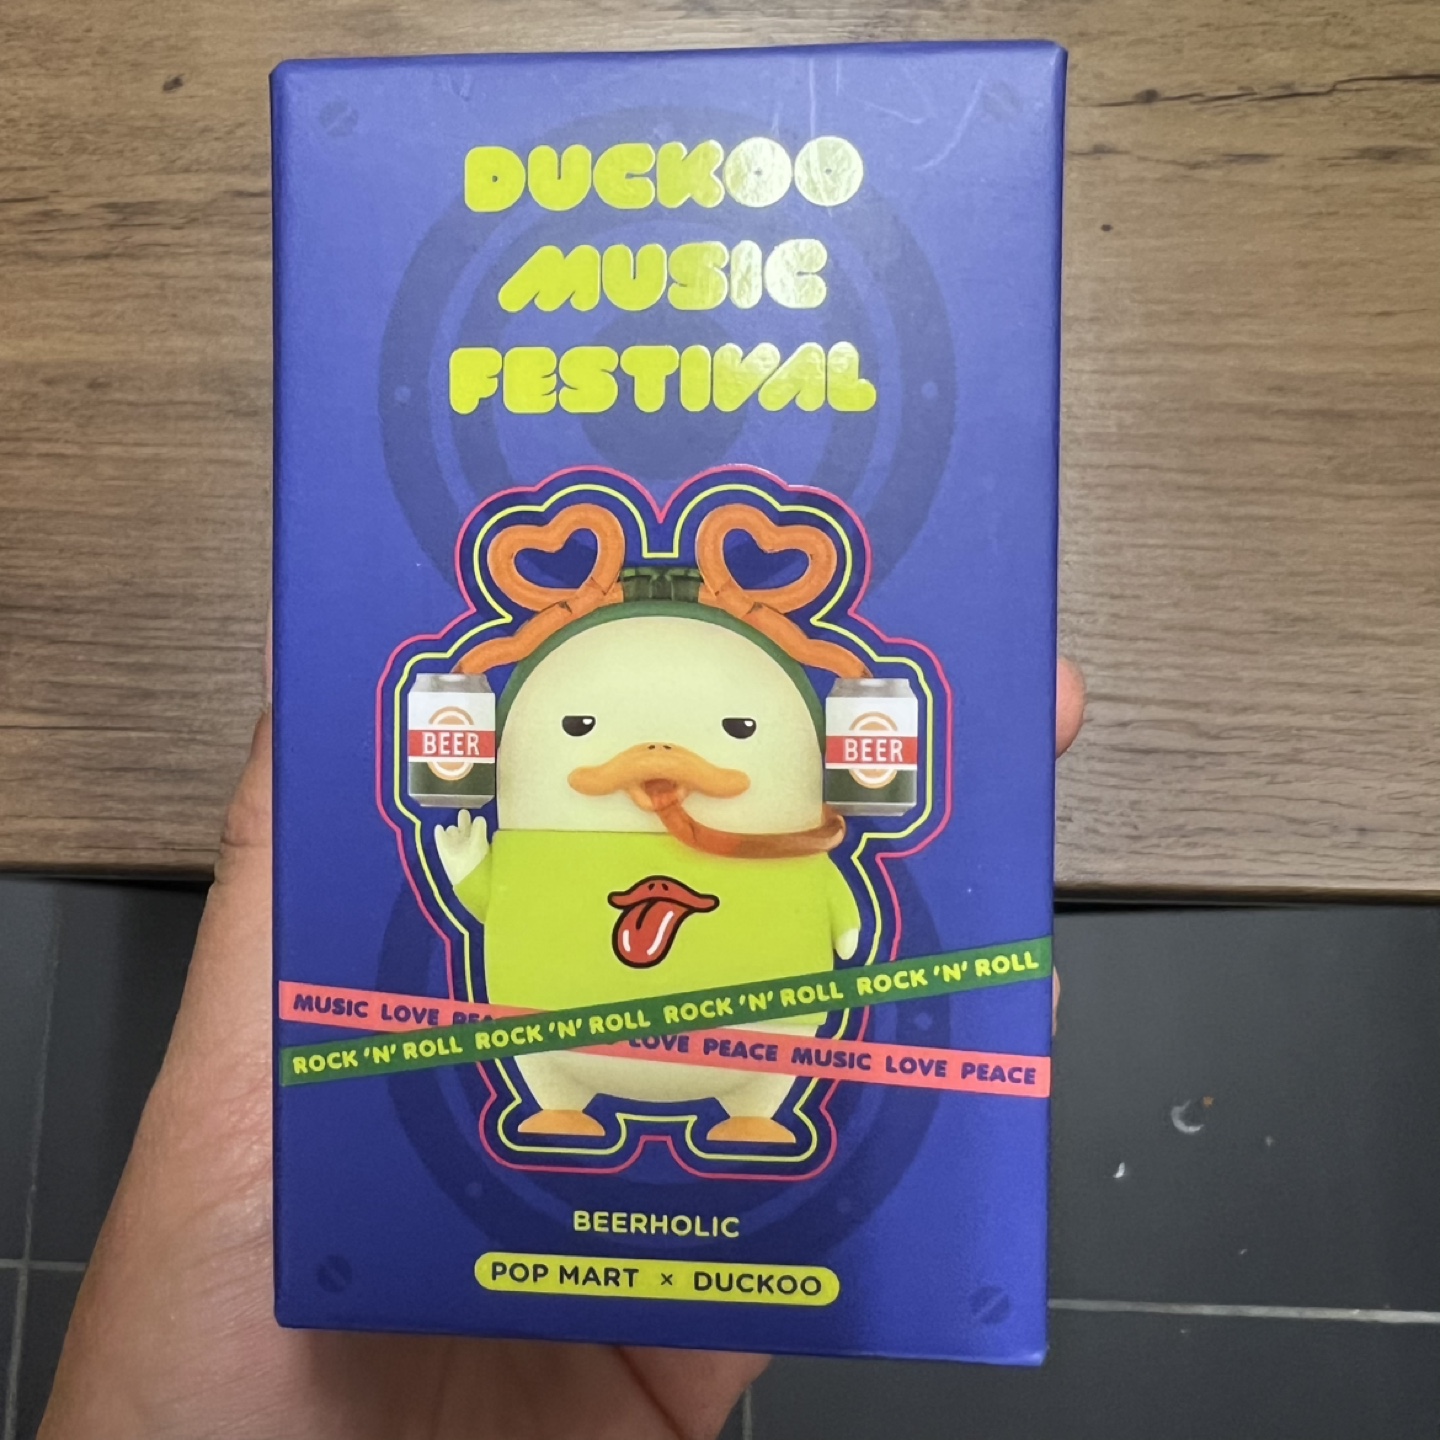 DUCKOO
MUSIC
FESTIVAL
BEER
BEER
MUSIC LOVE
ROCK 'N' ROLL ROCK 'N' ROLL ROCK 'N' ROLL ROCK 'N' ROLL
LOVE PEACE MUSIC LOVE PEACE
BEERHOLIC
POP MART × DUCKOO